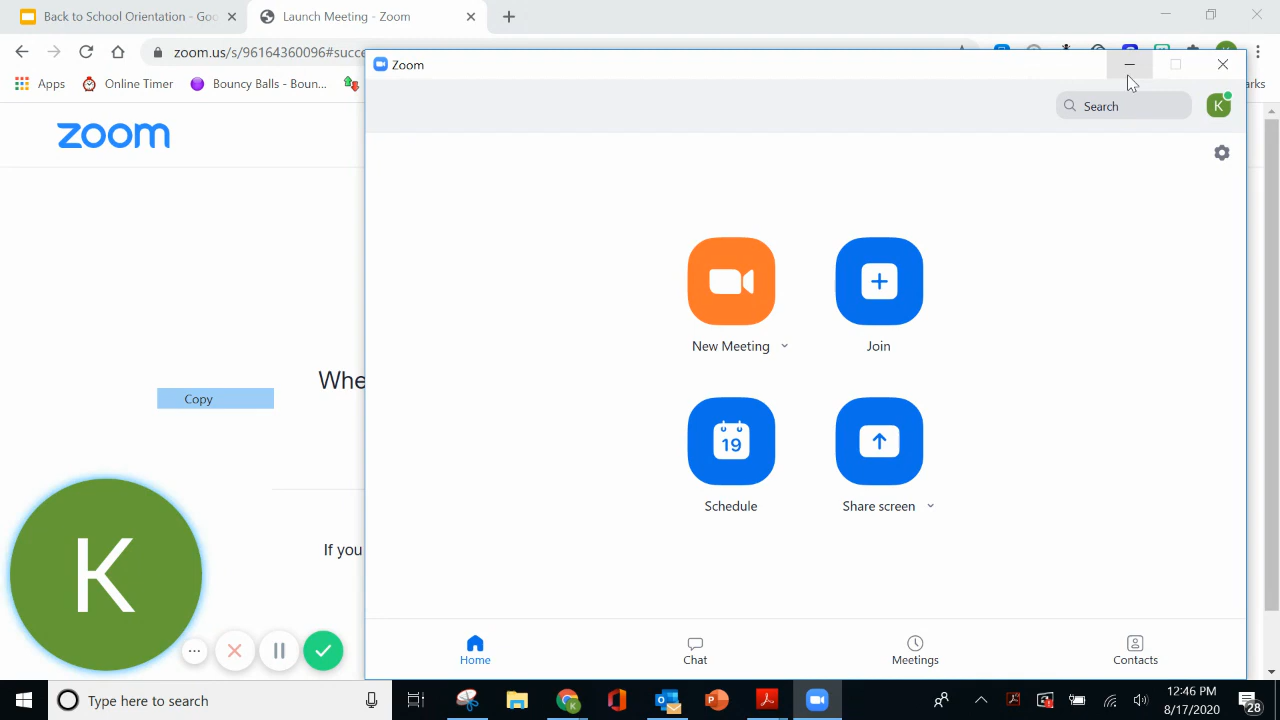 Back to School Orientation - Goo
Launch Meeting - Zoom
zoom.us/s/96164360096#succe
Apps
Online Timer
Bouncy Balls - Boun...
arks
zoom
Zoom
Search
K
New Meeting
Join
Whe
Copy
19
Schedule
Share screen
If you
K
Home
Chat
Meetings
Contacts
Type here to search
12:46 PM
8/17/2020
28